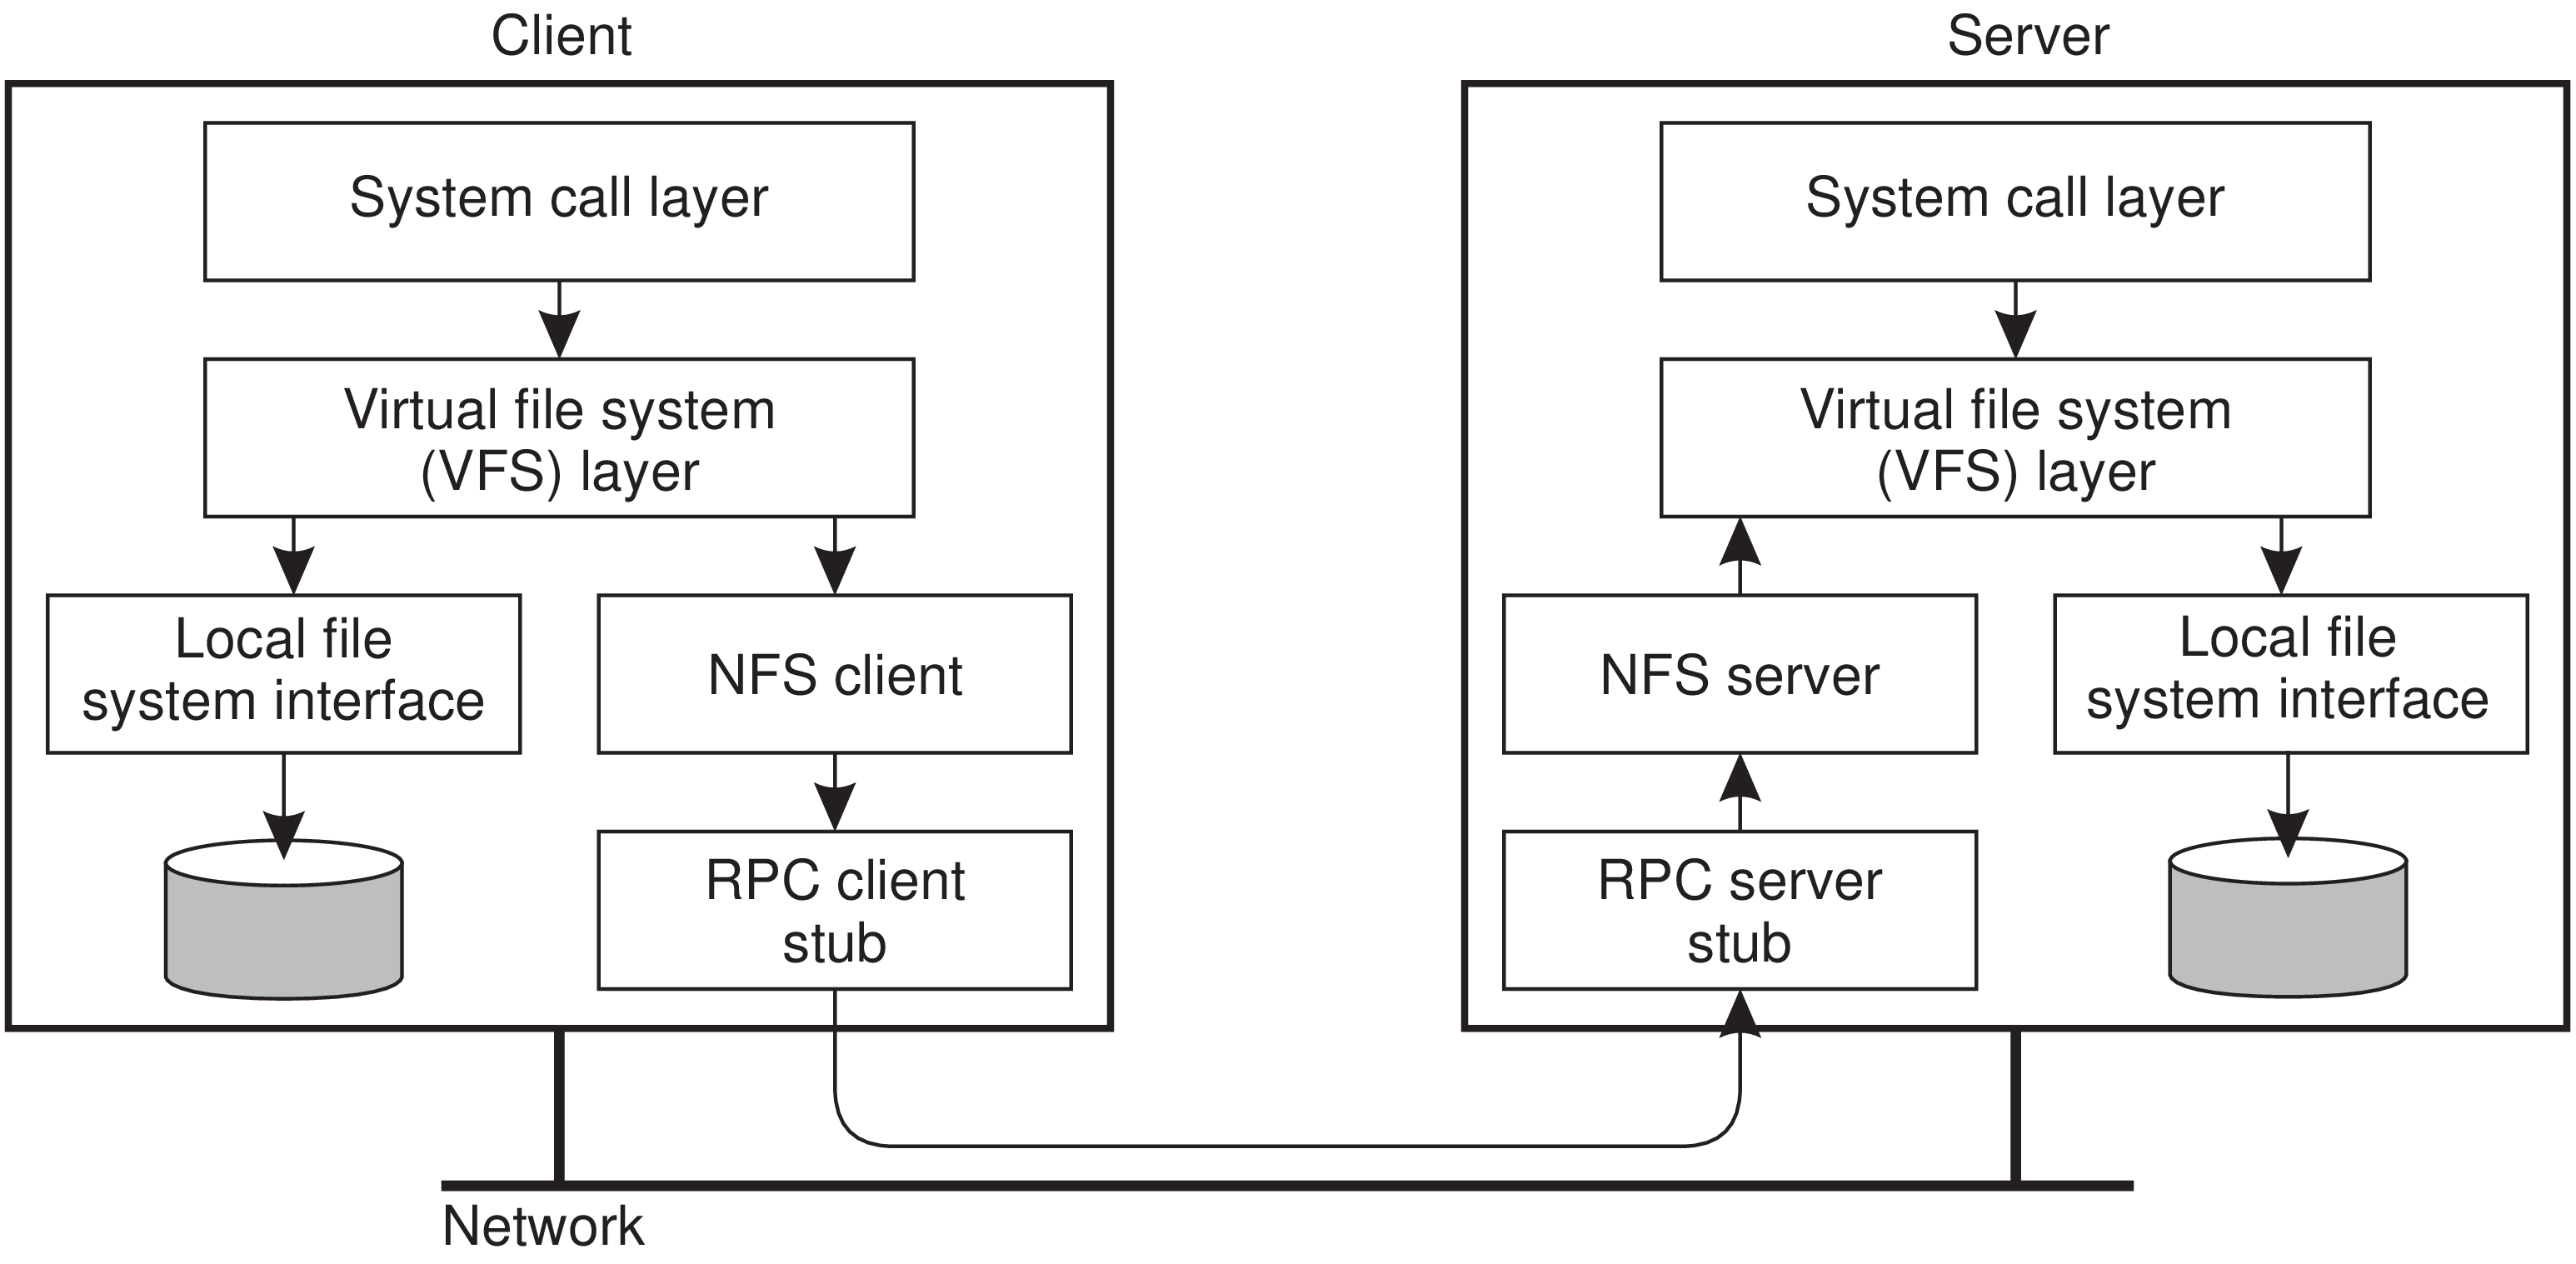 Client
System call layer
Virtual file system
(VFS) layer
Local file
system interface
NFS client
RPC client
stub
Server
System call layer
Virtual file system
(VFS) layer
NFS server
Local file
system interface
RPC server
stub
Network